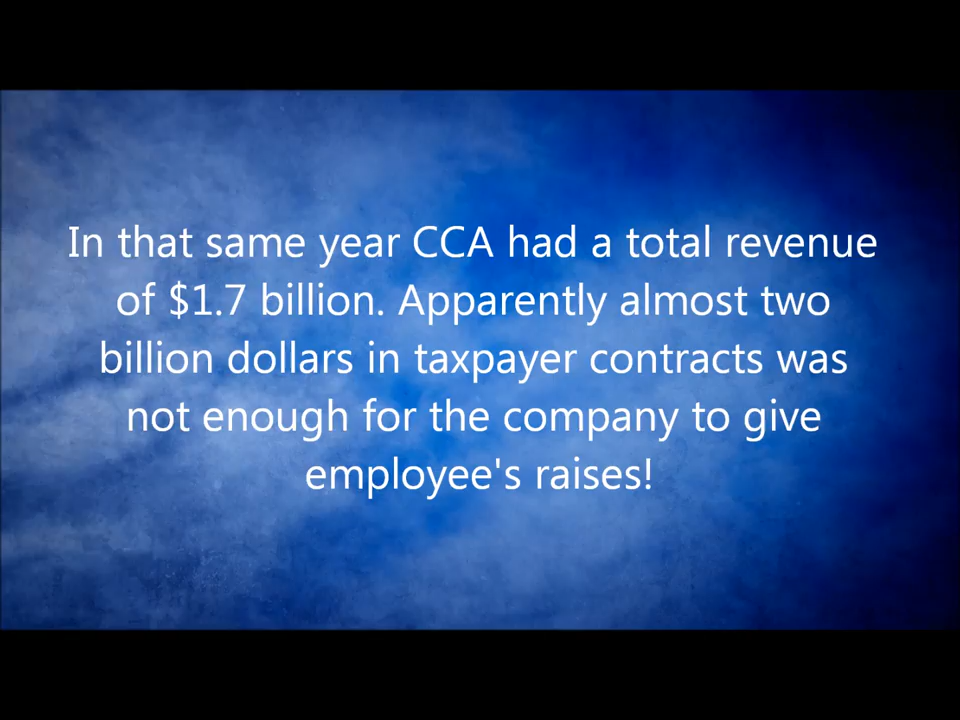 In that same year CCA had a total revenue
of $1.7 billion. Apparently almost two
billion dollars in taxpayer contracts was
not enough for the company to give
employee's raises!